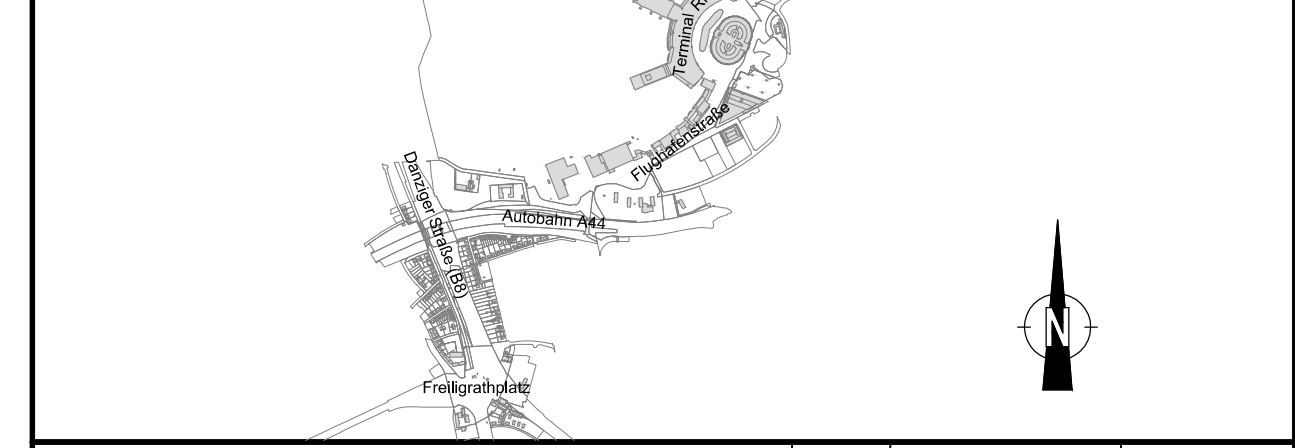 Terminal
Flughafenstraße
Danziger Straße (B8)
Autobahn A44
N
Freiligrathplatz